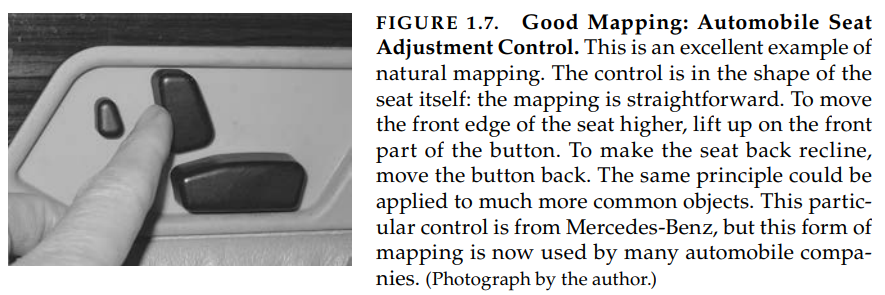 FIGURE 1.7. Good Mapping: Automobile Seat
Adjustment Control. This is an excellent example of
natural mapping. The control is in the shape of the
seat itself: the mapping is straightforward. To move
the front edge of the seat higher, lift up on the front
part of the button. To make the seat back recline,
move the button back. The same principle could be
applied to much more common objects. This partic-
ular control is from Mercedes-Benz, but this form of
mapping is now used by many automobile compa-
nies. (Photograph by the author.)